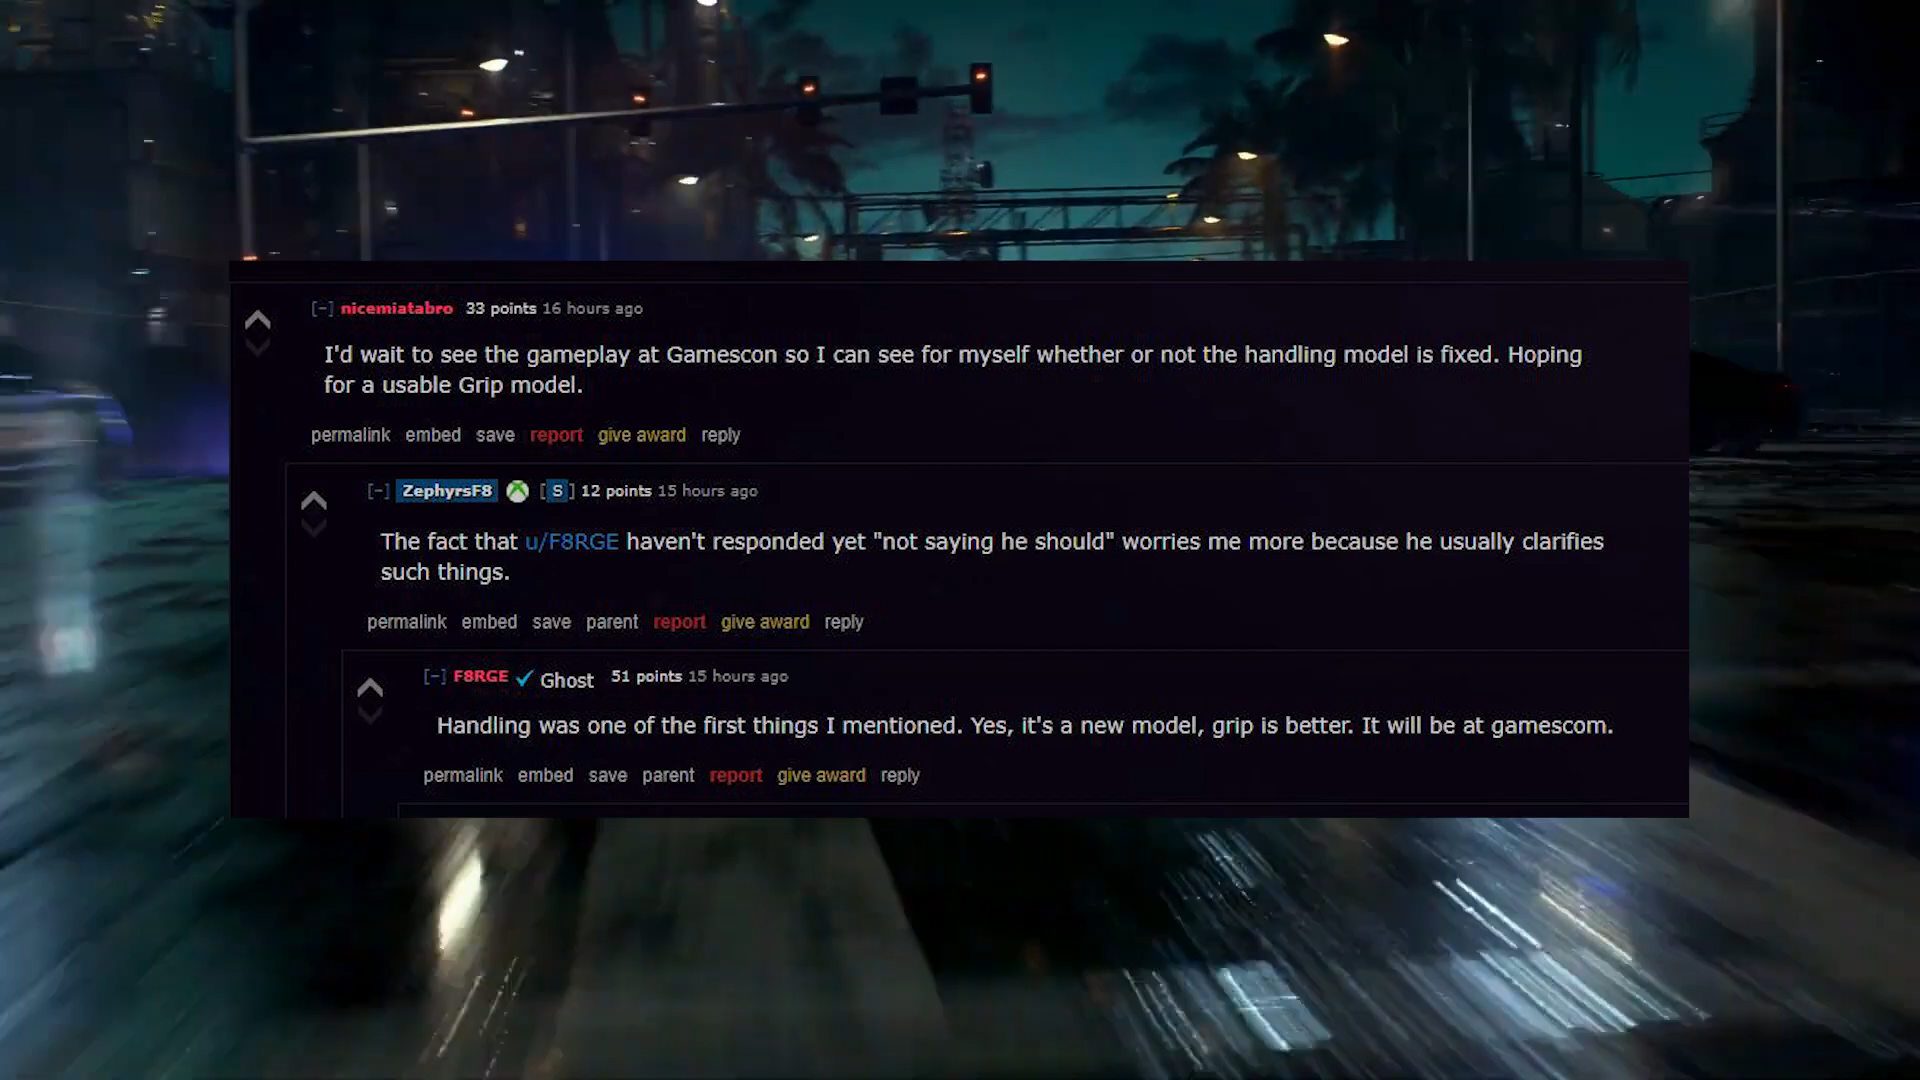 [-] nicemiatabro 33 points 16 hours ago
I'd wait to see the gameplay at Gamescon so I can see for myself whether or not the handling model is fixed. Hoping
for a usable Grip model.
permalink embed save report give award reply
[-] ZephyrsF8 [S] 12 points 15 hours ago
The fact that u/F8RGE haven't responded yet "not saying he should" worries me more because he usually clarifies
such things.
permalink embed save parent report give award reply
[-] F8RGE ✓ Ghost 51 points 15 hours ago
Handling was one of the first things I mentioned. Yes, it's a new model, grip is better. It will be at gamescom.
permalink embed save parent report give award reply